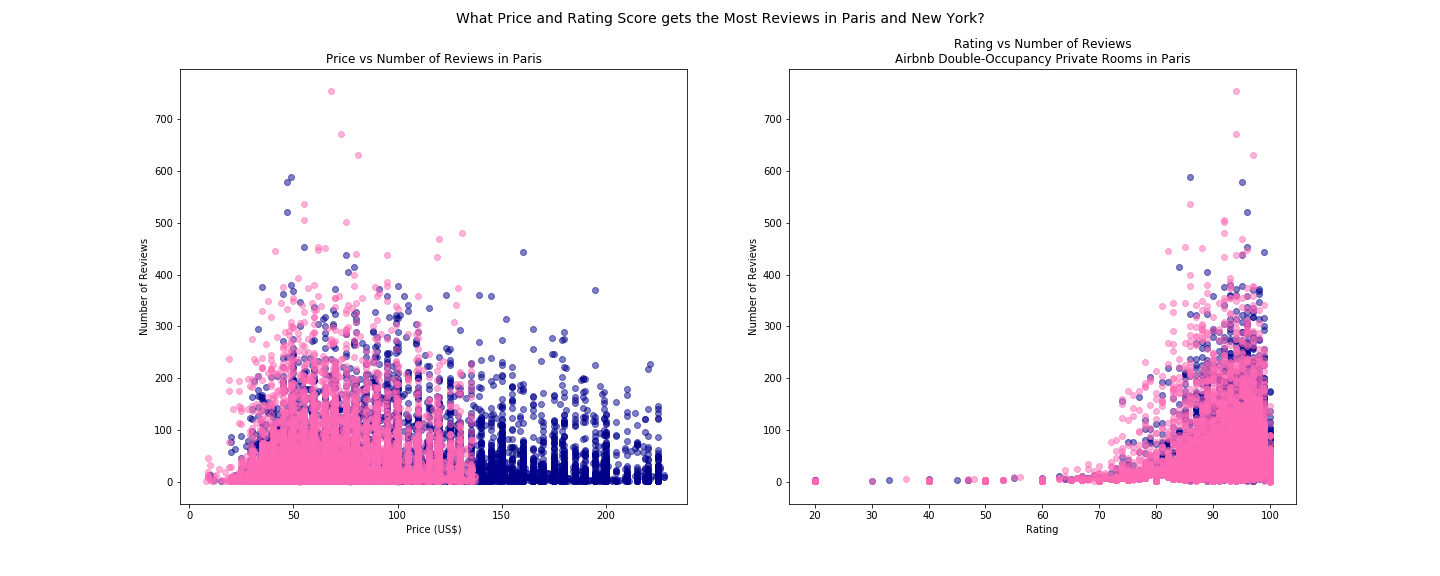 What Price and Rating Score gets the Most Reviews in Paris and New York?
Price vs Number of Reviews in Paris
Number of Reviews
700
600
500
400
300
200
100
0
0 50 100 150 200
Price (US$)
Rating vs Number of Reviews
Airbnb Double-Occupancy Private Rooms in Paris
Number of Reviews
700
600
500
400
300
200
100
0
20 30 40 50 60 70 80 90 100
Rating